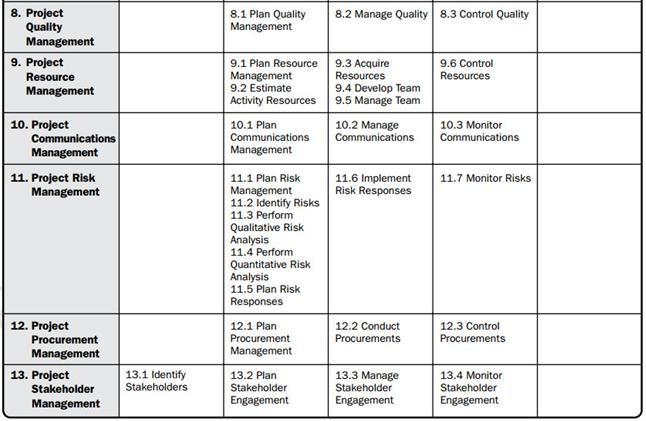 8. Project
Quality
Management
8.1 Plan Quality
Management
8.2 Manage Quality
8.3 Control Quality
9. Project
Resource
Management
9.1 Plan Resource
Management
9.2 Estimate
Activity Resources
9.3 Acquire
Resources
9.4 Develop Team
9.5 Manage Team
9.6 Control
Resources
10. Project
Communications
Management
10.1 Plan
Communications
Management
10.2 Manage
Communications
10.3 Monitor
Communications
11. Project Risk
Management
11.1 Plan Risk
Management
11.2 Identify Risks
11.3 Perform
Qualitative Risk
Analysis
11.4 Perform
Quantitative Risk
Analysis
11.5 Plan Risk
Responses
11.6 Implement
Risk Responses
11.7 Monitor Risks
12. Project
Procurement
Management
12.1 Plan
Procurement
Management
12.2 Conduct
Procurements
12.3 Control
Procurements
13. Project
Stakeholder
Management
13.1 Identify
Stakeholders
13.2 Plan
Stakeholder
Engagement
13.3 Manage
Stakeholder
Engagement
13.4 Monitor
Stakeholder
Engagement